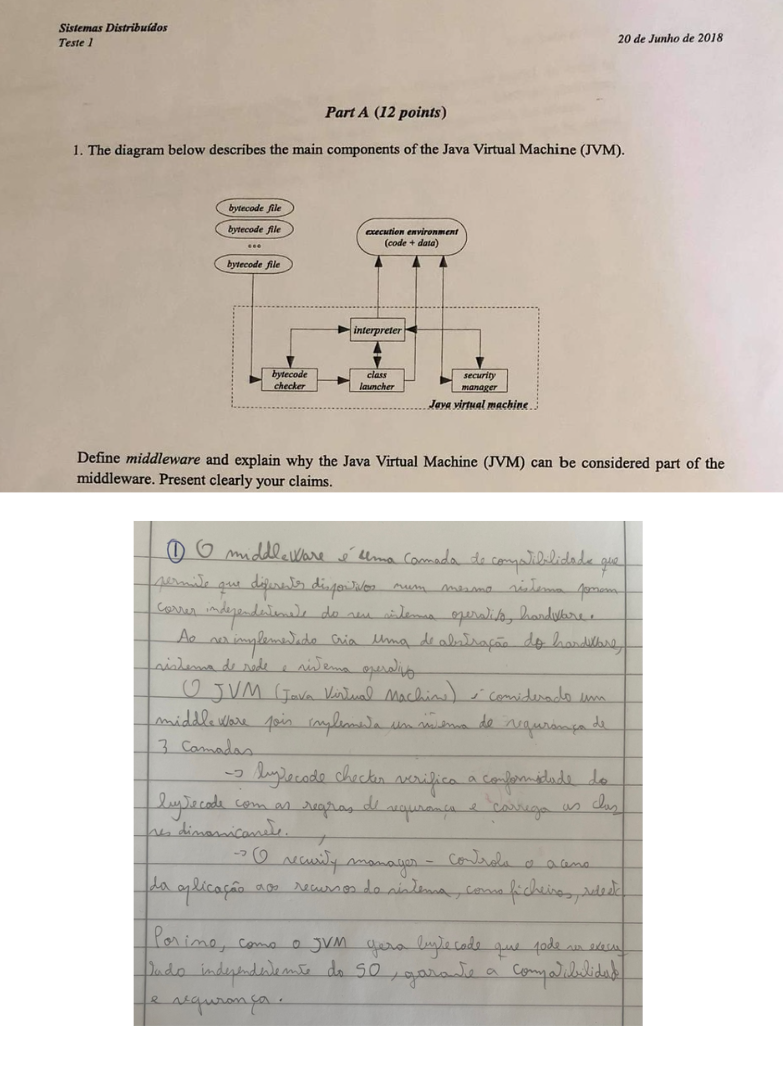 Sistemas Distribuídos
Teste 1
20 de Junho de 2018
Part A (12 points)
1. The diagram below describes the main components of the Java Virtual Machine (JVM).
bytecode file
bytecode file
...
bytecode file
execution environment
(code + data)
interpreter
bytecode
checker
class
launcher
security
manager
Java virtual machine
Define middleware and explain why the Java Virtual Machine (JVM) can be considered part of the
middleware. Present clearly your claims.
① O middleware é uma camada de compatibilidade que
permite que diferentes dispositivos num mesmo sistema possam
correr independentemente do seu sistema operativo, hardware.
Ao ser implementado cria uma de abstração do hardware,
sistema de rede e sistema operativo
O JVM (Java Virtual Machine) é considerado um
middleware pois implementa um sistema de segurança de
3 Camadas
-> bytecode checker verifica a conformidade do
bytecode com as regras de segurança e carrega as clas
ses dinamicamente.
-> O security manager - controla o acesso
da aplicação aos recursos do sistema, como ficheiros, rede etc
Por isso, como o JVM gera bytecode que pode ser execu
tado independentemente do SO, garante a compatibilidade
e segurança.